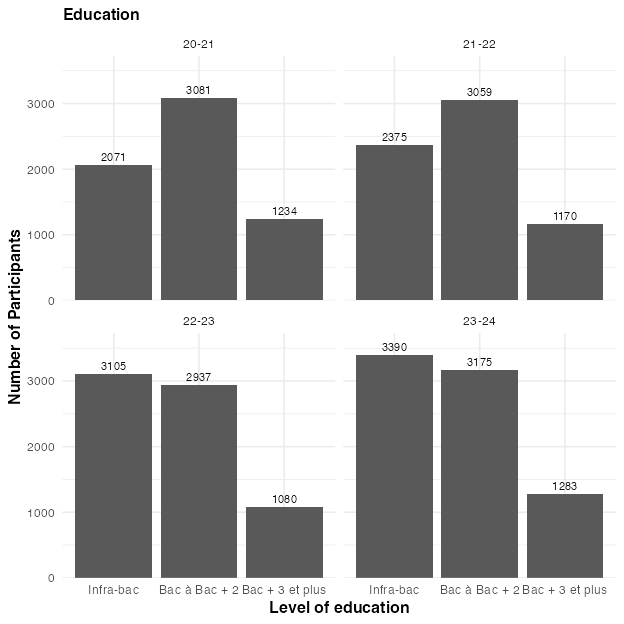 Education
20-21
21-22
3000
2000
1000
0
2071
3081
1234
2375
3059
1170
22-23
23-24
3000
2000
1000
0
3105
2937
1080
3390
3175
1283
Infra-bac
Bac à Bac + 2
Bac + 3 et plus
Infra-bac
Bac à Bac + 2
Bac + 3 et plus
Number of Participants
Level of education